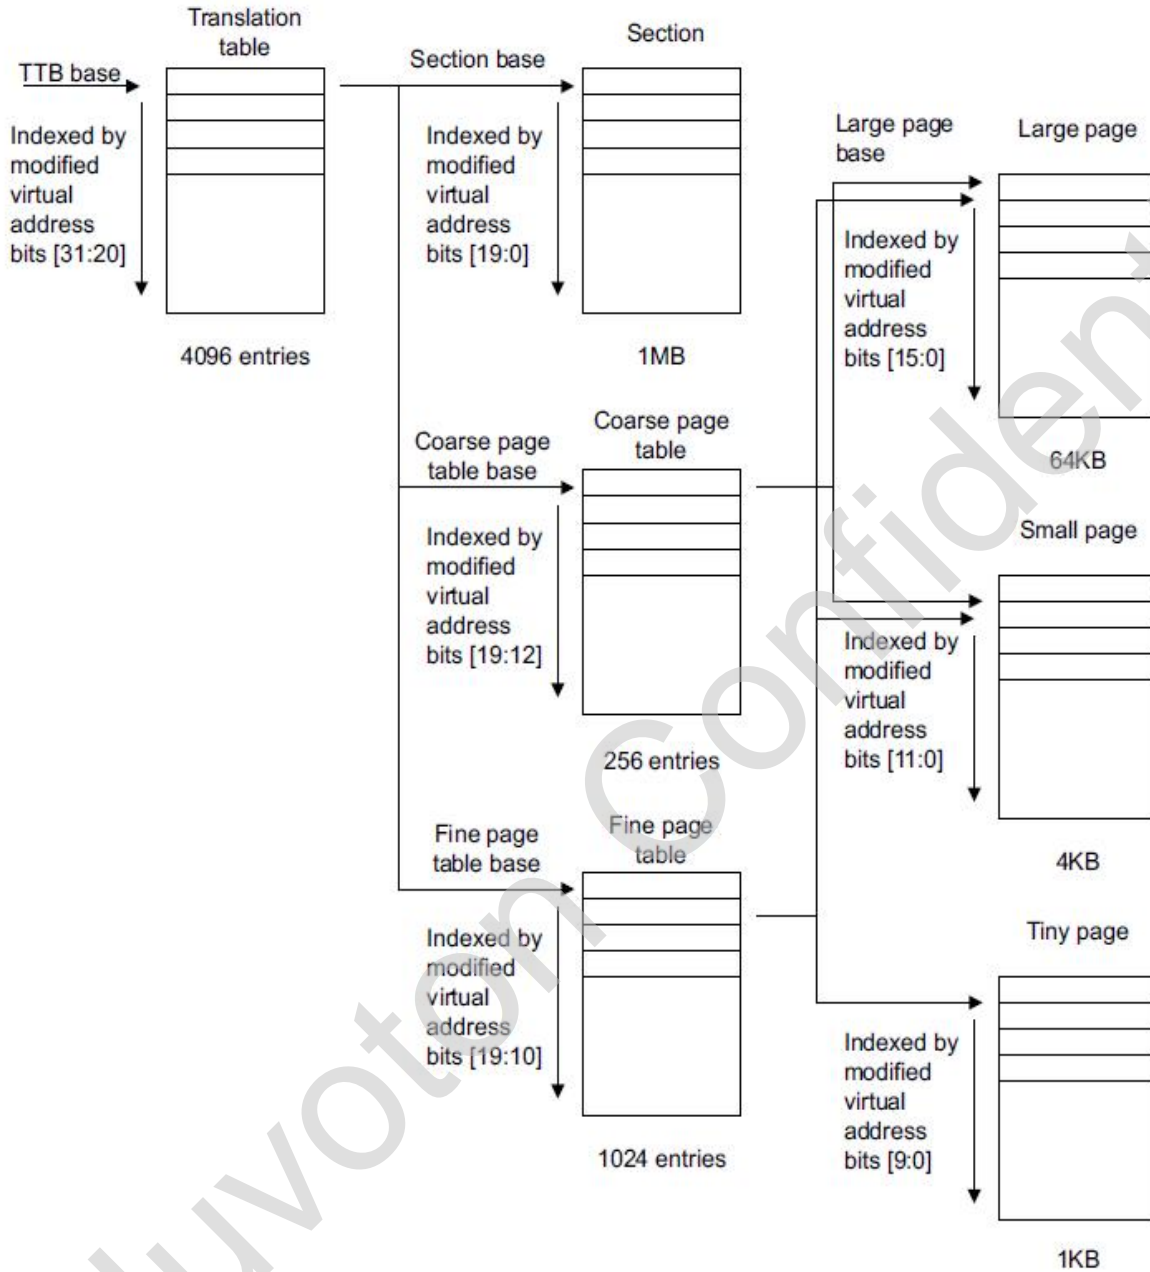 Translation
table
TTB base
Indexed by
modified
virtual
address
bits [31:20]
4096 entries
Section base
Section
Indexed by
modified
virtual
address
bits [19:0]
1MB
Coarse page
table base
Coarse page
table
Indexed by
modified
virtual
address
bits [19:12]
256 entries
Fine page
table base
Fine page
table
Indexed by
modified
virtual
address
bits [19:10]
1024 entries
Large page
base
Large page
Indexed by
modified
virtual
address
bits [15:0]
64KB
Small page
Indexed by
modified
virtual
address
bits [11:0]
4KB
Tiny page
Indexed by
modified
virtual
address
bits [9:0]
1KB
uvoton Confident